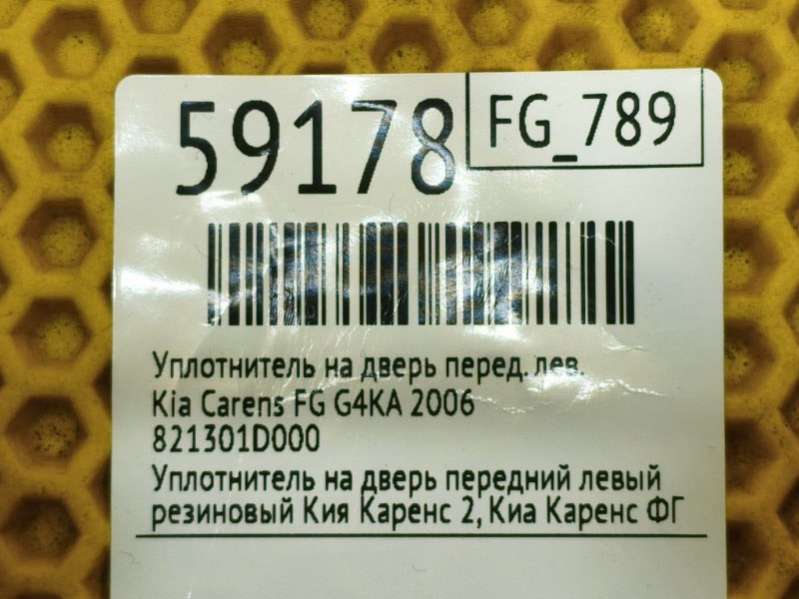 59178
FG_789
Уплотнитель на дверь перед. лев.
Kia Carens FG G4KA 2006
821301D000
Уплотнитель на дверь передний левый
резиновый Кия Каренс 2, Киа Каренс ФГ